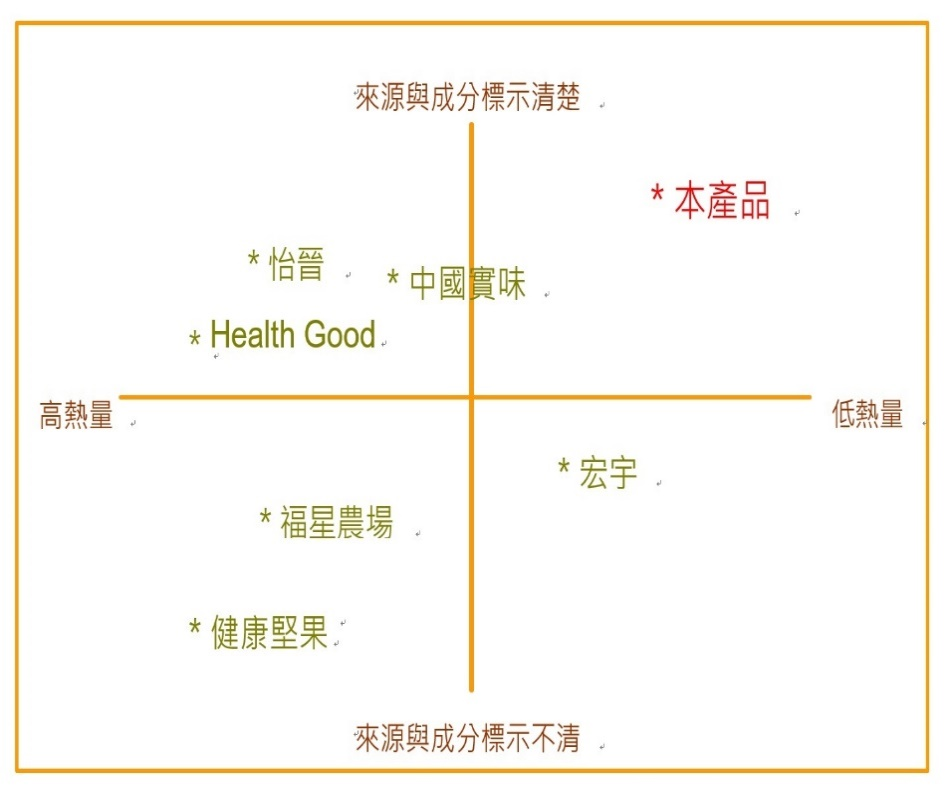 來源與成分標示清楚
* 本產品
* 怡晉
* 中國實味
* Health Good
高熱量
低熱量
* 宏宇
* 福星農場
* 健康堅果
來源與成分標示不清